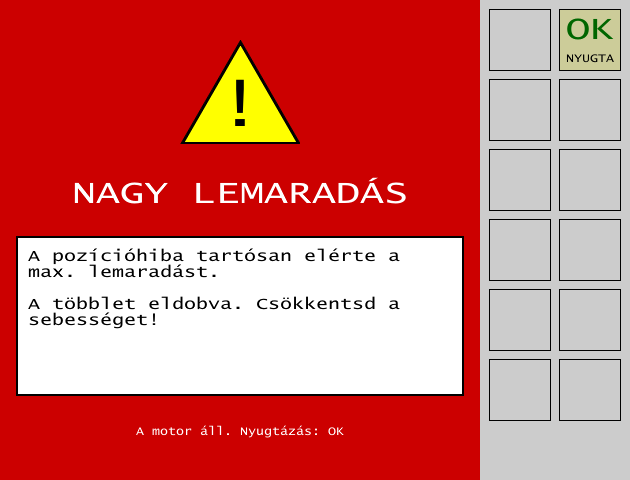 !
NAGY LEMARADÁS
A pozícióhiba tartósan elérte a
max. lemaradást.
A többlet eldobva. Csökkentsd a
sebességet!
A motor áll. Nyugtázás: OK
OK
NYUGTA